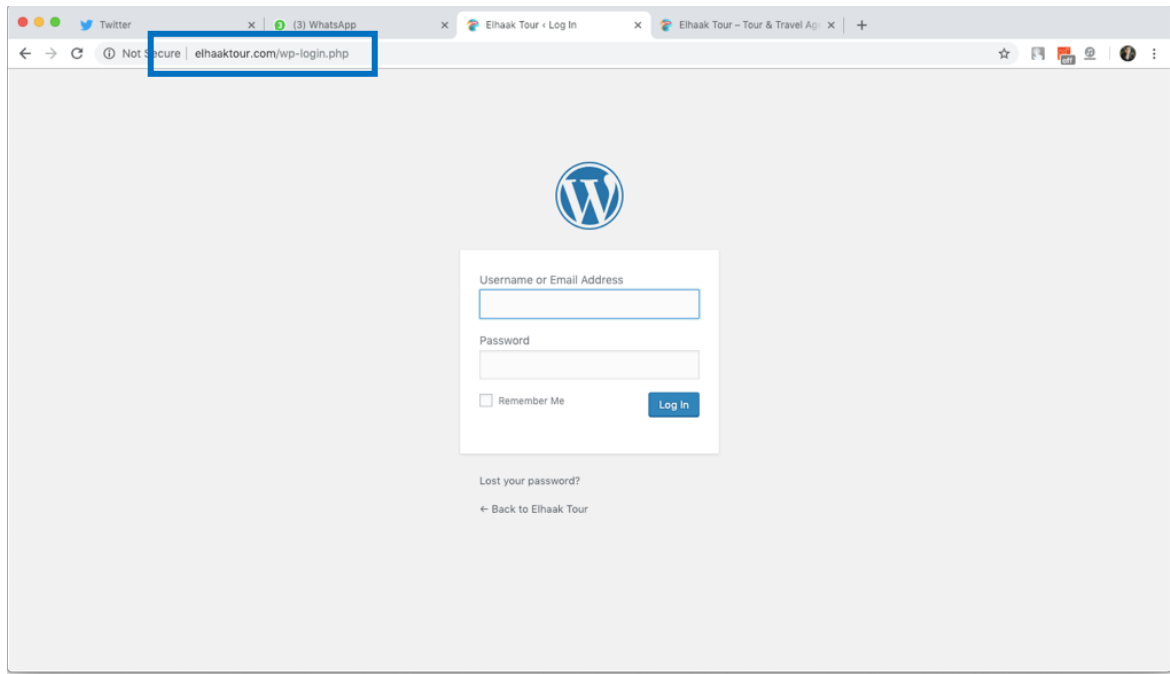 Twitter
(3) WhatsApp
Elhaak Tour ‹ Log In
Elhaak Tour – Tour & Travel Ag
Not Secure
elhaaktour.com/wp-login.php
off
Username or Email Address
Password
Remember Me
Log In
Lost your password?
← Back to Elhaak Tour